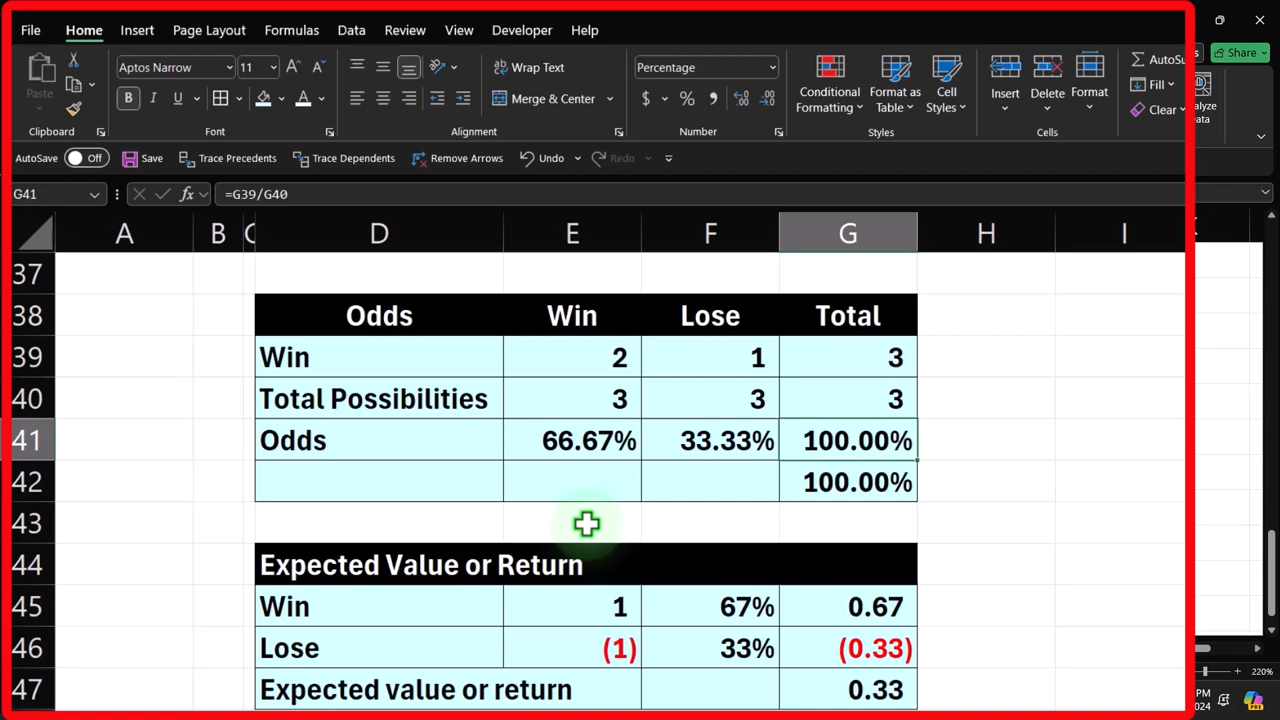 File Home Insert Page Layout Formulas Data Review View Developer Help
Share
Aptos Narrow 11 Wrap Text Percentage AutoSu
Paste B I U A Merge & Center $ % , Conditional Formatting Format as Table Cell Styles Insert Delete Format Fill Clear
Clipboard Font Alignment Number Styles Cells
AutoSave Off Save Trace Precedents Trace Dependents Remove Arrows Undo Redo
G41 fx =G39/G40
A B C D E F G H I
37
38 Odds Win Lose Total
39 Win 2 1 3
40 Total Possibilities 3 3 3
41 Odds 66.67% 33.33% 100.00%
42 100.00%
43
44 Expected Value or Return
45 Win 1 67% 0.67
46 Lose (1) 33% (0.33)
47 Expected value or return 0.33
220%
PM
2024